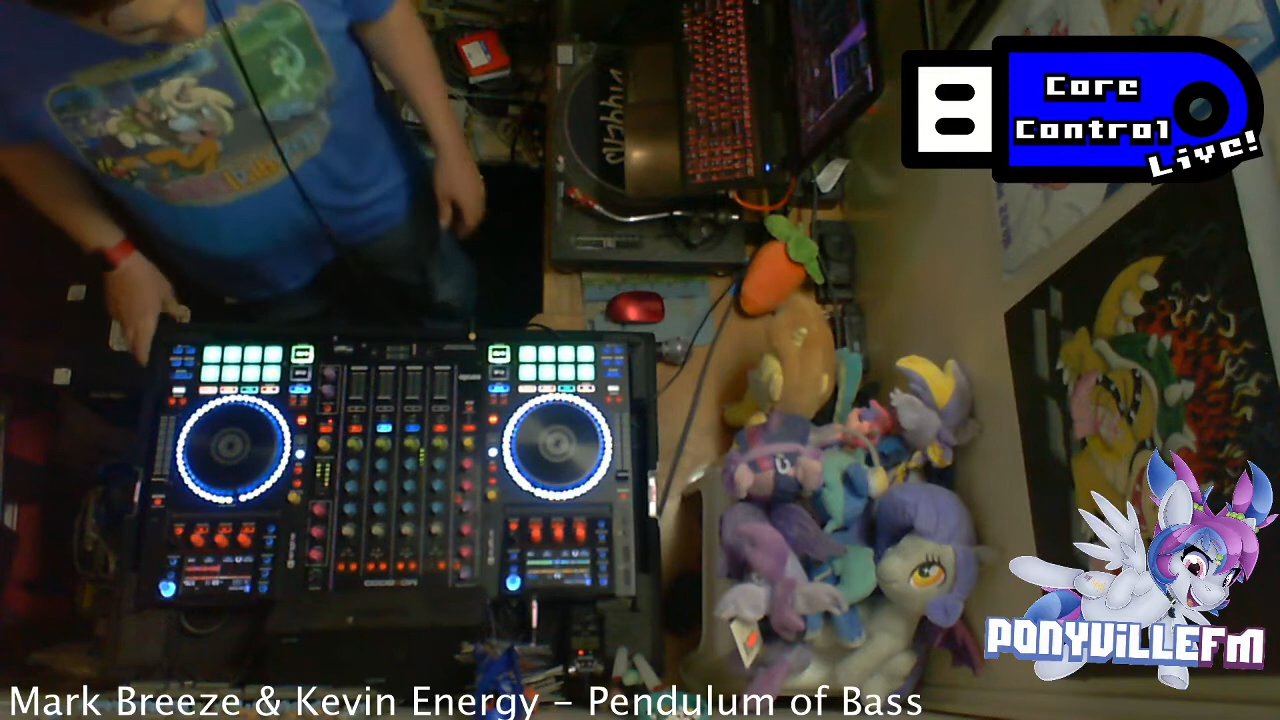 Core
Control
Live!
PONYVILLEFM
Mark Breeze & Kevin Energy – Pendulum of Bass